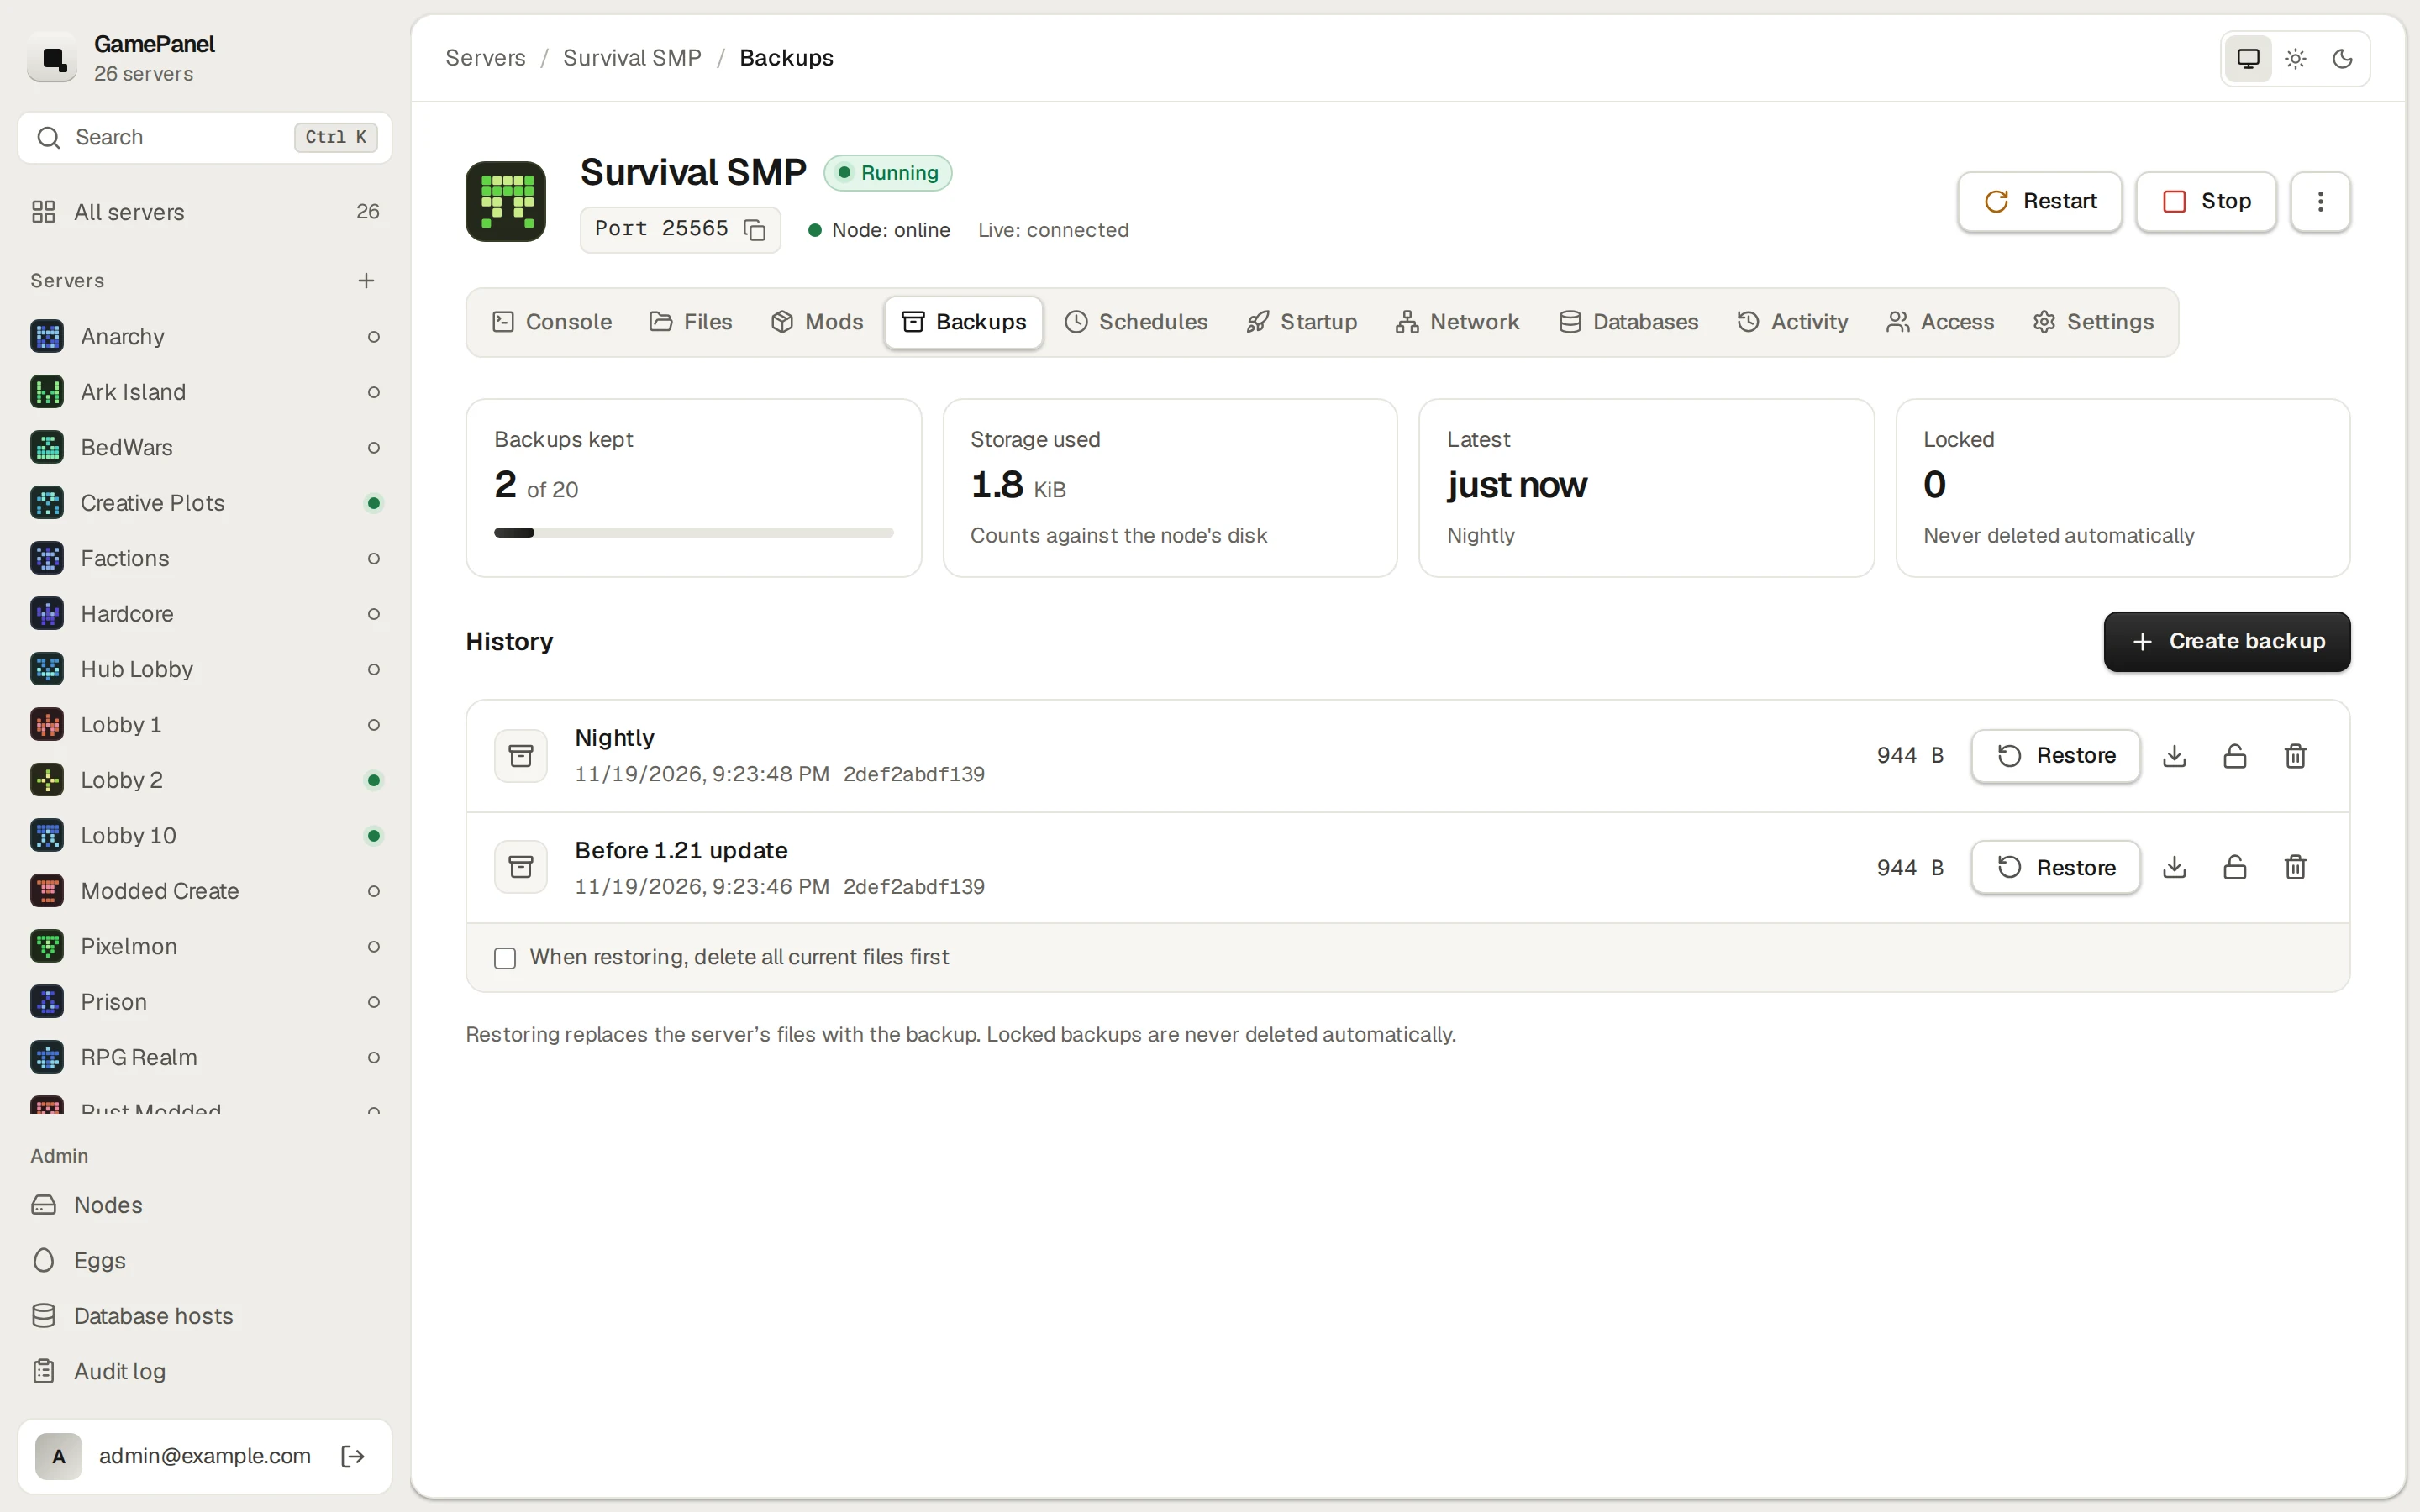 GamePanel
26 servers
Search
Ctrl K
All servers
26
Servers
Anarchy
Ark Island
BedWars
Creative Plots
Factions
Hardcore
Hub Lobby
Lobby 1
Lobby 2
Lobby 10
Modded Create
Pixelmon
Prison
RPG Realm
Rust Modded
Admin
Nodes
Eggs
Database hosts
Audit log
A
admin@example.com
Servers / Survival SMP / Backups
Survival SMP
Running
Port 25565
Node: online
Live: connected
Restart
Stop
Console
Files
Mods
Backups
Schedules
Startup
Network
Databases
Activity
Access
Settings
Backups kept
2 of 20
Storage used
1.8 KiB
Counts against the node's disk
Latest
just now
Nightly
Locked
0
Never deleted automatically
History
Create backup
Nightly
11/19/2026, 9:23:48 PM 2def2abdf139
944 B
Restore
Before 1.21 update
11/19/2026, 9:23:46 PM 2def2abdf139
944 B
Restore
When restoring, delete all current files first
Restoring replaces the server’s files with the backup. Locked backups are never deleted automatically.